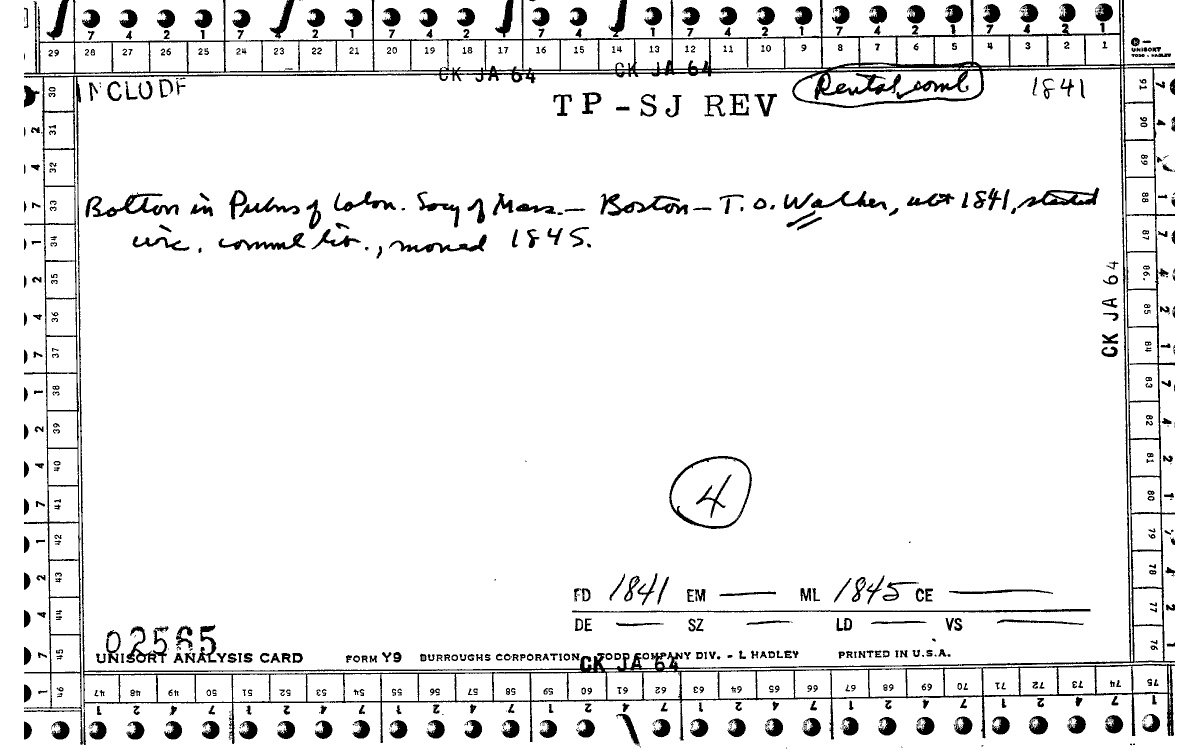 7 4 2 1 7 4 2 1 7 4 2 1 7 4 2 1 7 4 2 1 7 4 2 1 7 4 2 1
29 28 27 26 25 24 23 22 21 20 19 18 17 16 15 14 13 12 11 10 9 8 7 6 5 4 3 2 1
UNISORT
TODD - HADLEY
CK JA 64 CK JA 64
INCLUDE
TP-SJ REV
Rental, coml
1841
Bolton in Pubns of Colon. Socy of Mass. — Boston — T. O. Walker, abt 1841, started
circ. comml lib., moved 1845.
CK JA 64
4
FD 1841 EM — ML 1845 CE —
DE — SZ — LD — VS —
02565
UNISORT ANALYSIS CARD FORM Y9 BURROUGHS CORPORATION, TODD COMPANY DIV. - L HADLEY PRINTED IN U.S.A.
CK JA 64
30 31 32 33 34 35 36 37 38 39 40 41 42 43 44 45 46
91 90 89 88 87 86 85 84 83 82 81 80 79 78 77 76 75
47 48 49 50 51 52 53 54 55 56 57 58 59 60 61 62 63 64 65 66 67 68 69 70 71 72 73 74 75
1 2 4 7 1 2 4 7 1 2 4 7 1 2 4 7 1 2 4 7 1 2 4 7 1 2 4 7